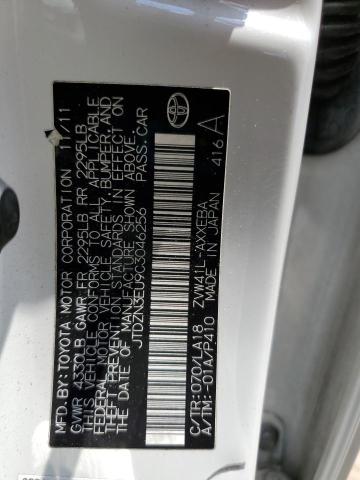 MFD. BY: TOYOTA MOTOR CORPORATION 11/11
GVWR 4330LB GAWR FR 2295LB RR 2295LB
THIS VEHICLE CONFORMS TO ALL APPLICABLE
FEDERAL MOTOR VEHICLE SAFETY, BUMPER, AND
THEFT PREVENTION STANDARDS IN EFFECT ON
THE DATE OF MANUFACTURE SHOWN ABOVE.
JTDZN3EU9C3046256 PASS.CAR
C/TR:070/LA18 ZVW41L-AXXEBA
A/TM:-01A/P410 MADE IN JAPAN 416 A